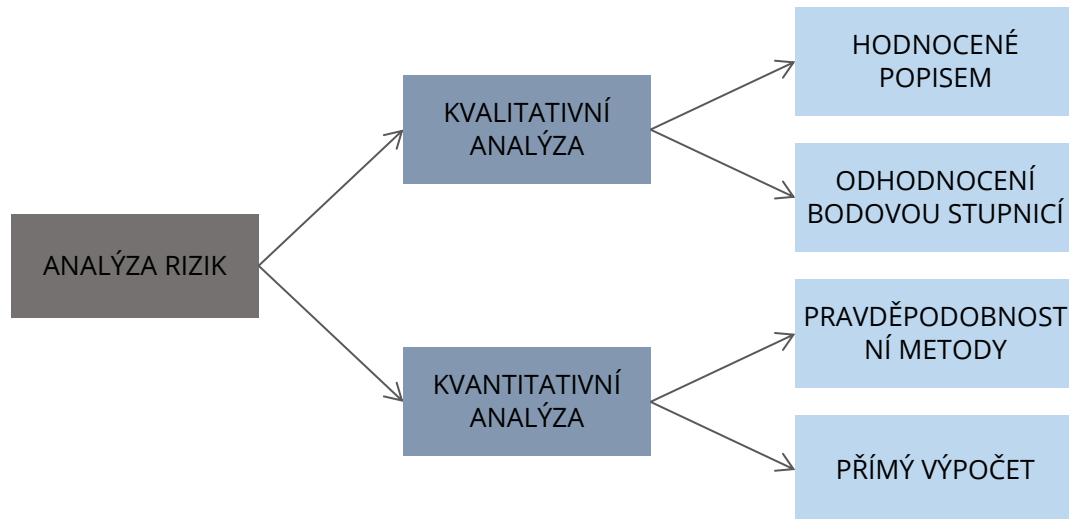 ANALÝZA RIZIK
KVALITATIVNÍ
ANALÝZA
HODNOCENÉ
POPISEM
ODHODNOCENÍ
BODOVOU STUPNICÍ
KVANTITATIVNÍ
ANALÝZA
PRAVDĚPODOBNOST
NÍ METODY
PŘÍMÝ VÝPOČET